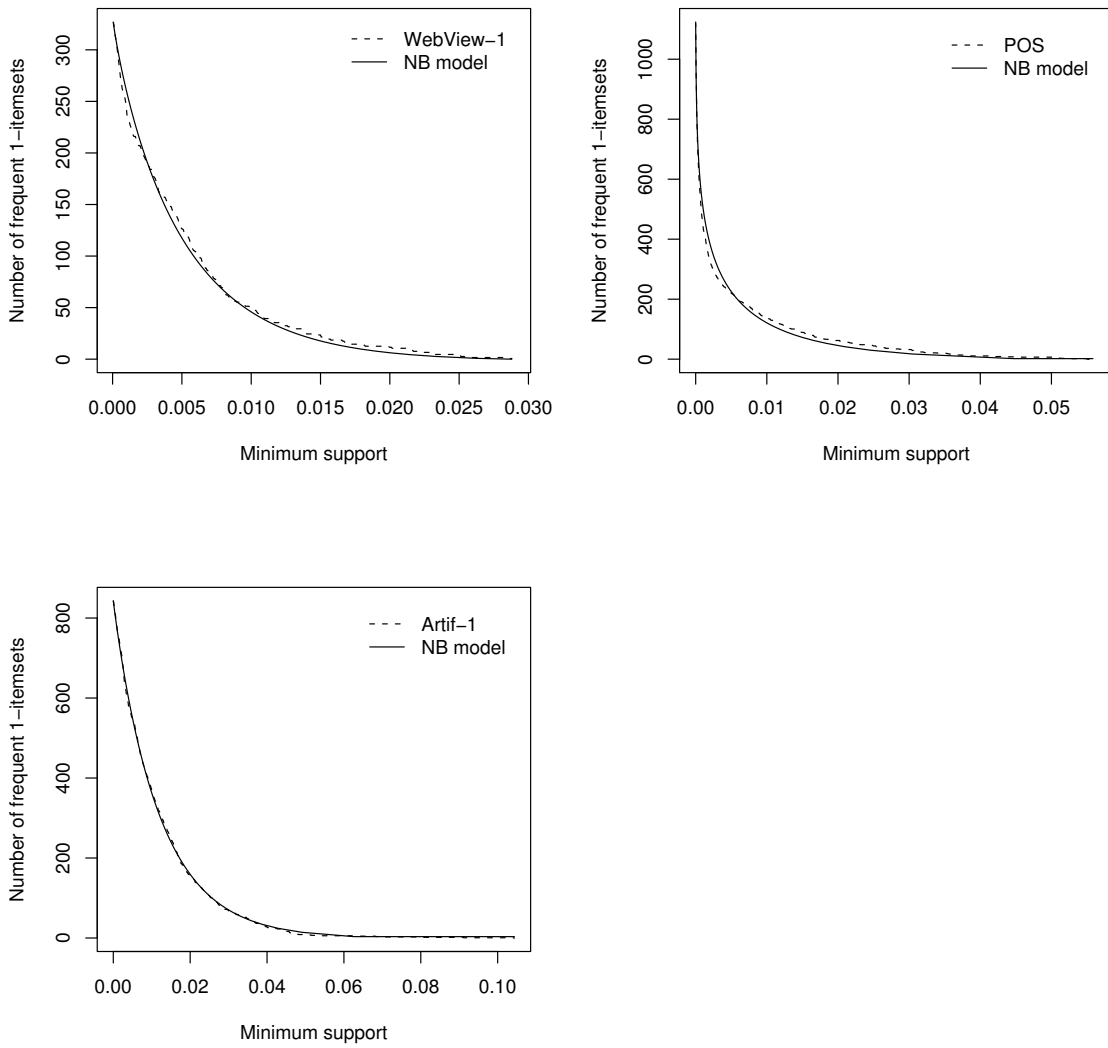 Number of frequent 1−itemsets
0 50 100 150 200 250 300
WebView−1
NB model
0.000 0.005 0.010 0.015 0.020 0.025 0.030
Minimum support
Number of frequent 1−itemsets
0 200 400 600 800 1000
POS
NB model
0.00 0.01 0.02 0.03 0.04 0.05
Minimum support
Number of frequent 1−itemsets
0 200 400 600 800
Artif−1
NB model
0.00 0.02 0.04 0.06 0.08 0.10
Minimum support